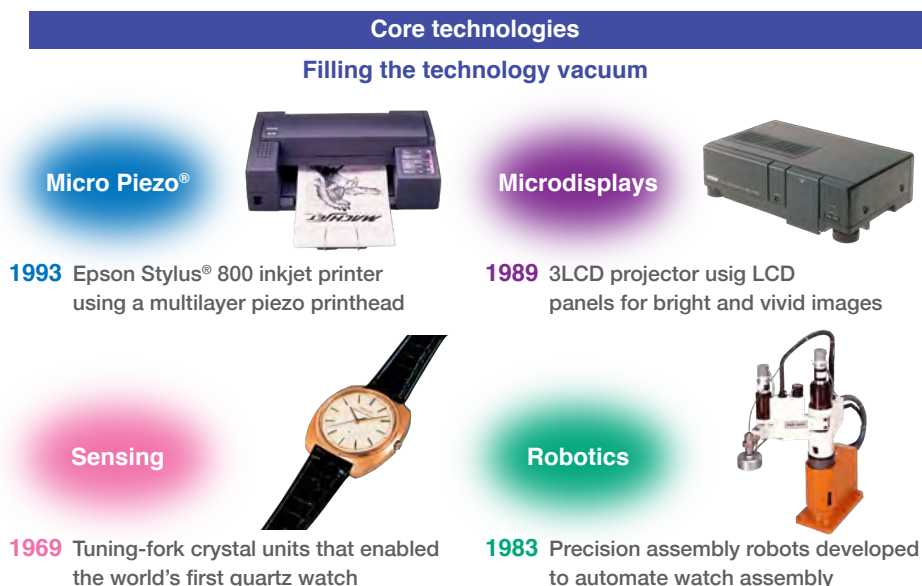 Core technologies
Filling the technology vacuum
Micro Piezo®
MACHJET
1993 Epson Stylus® 800 inkjet printer
using a multilayer piezo printhead
Microdisplays
1989 3LCD projector usig LCD
panels for bright and vivid images
Sensing
1969 Tuning-fork crystal units that enabled
the world's first quartz watch
Robotics
1983 Precision assembly robots developed
to automate watch assembly